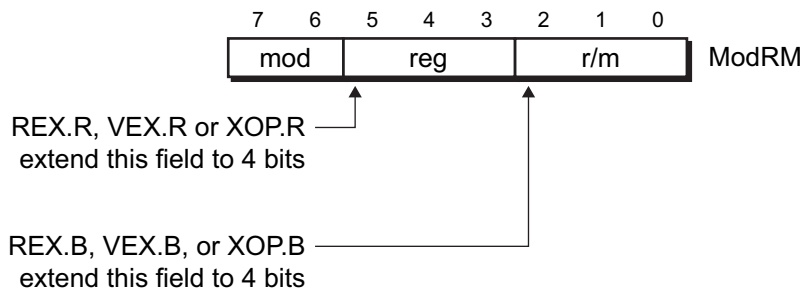 7 6 5 4 3 2 1 0
mod reg r/m ModRM
REX.R, VEX.R or XOP.R
extend this field to 4 bits
REX.B, VEX.B, or XOP.B
extend this field to 4 bits